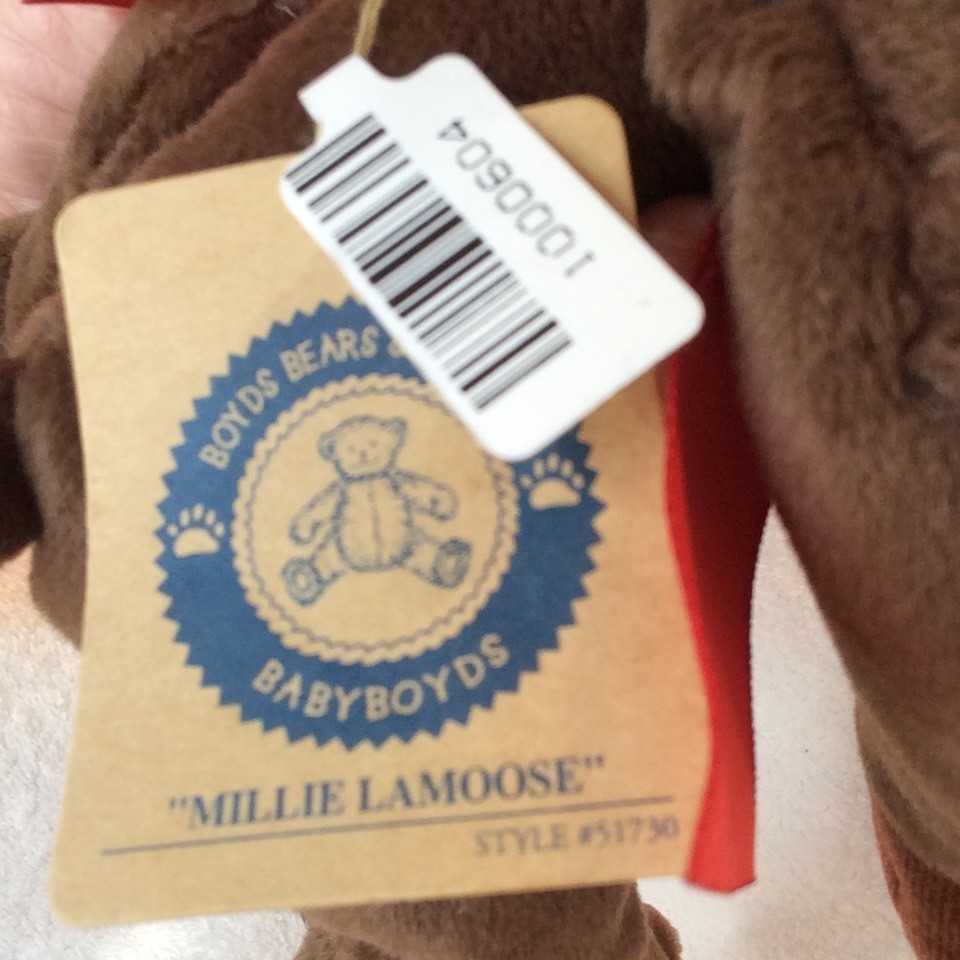 1000604
BOYDS BEARS &
BABYBOYDS
"MILLIE LAMOOSE"
STYLE #51730